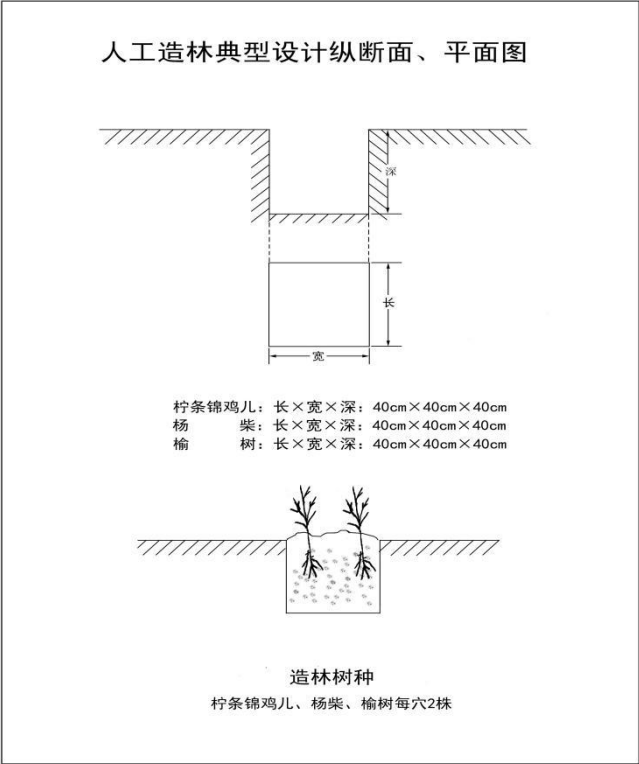 人工造林典型设计纵断面、平面图
深
长
宽
柠条锦鸡儿：长×宽×深：40cm×40cm×40cm
杨 柴：长×宽×深：40cm×40cm×40cm
榆 树：长×宽×深：40cm×40cm×40cm
造林树种
柠条锦鸡儿、杨柴、榆树每穴2株